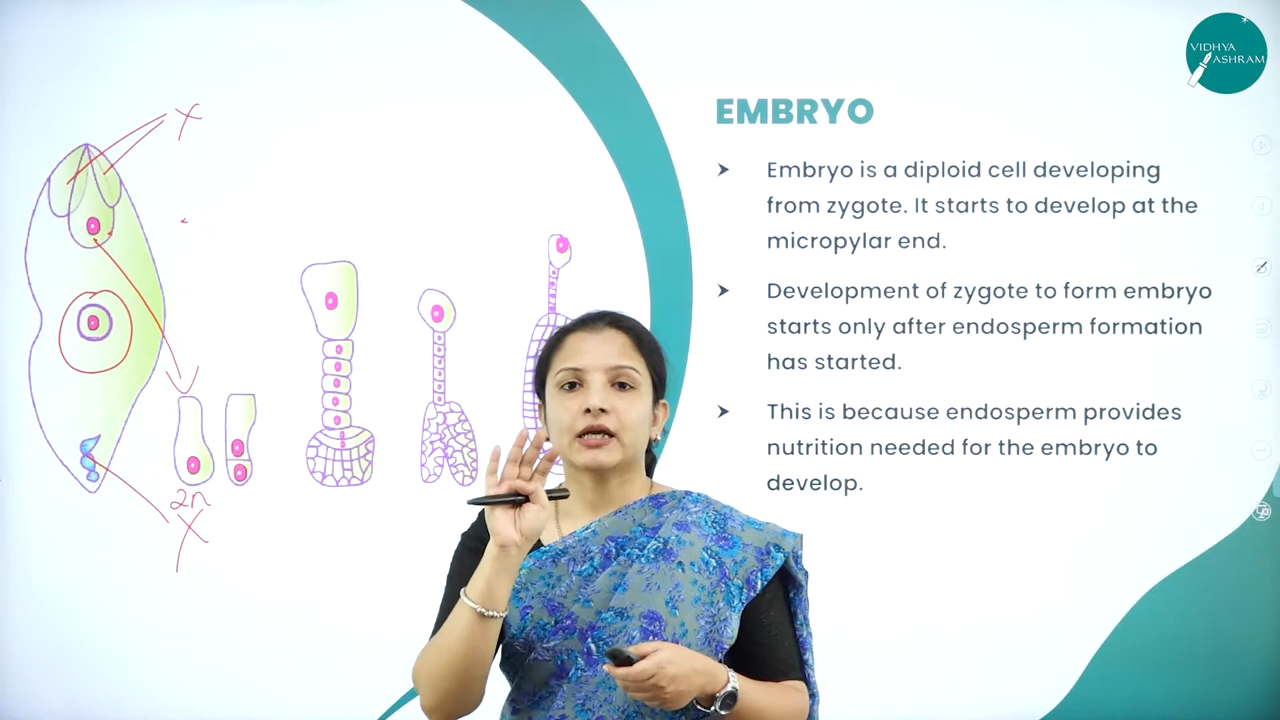 VIDHYA
ASHRAM
EMBRYO
Embryo is a diploid cell developing
from zygote. It starts to develop at the
micropylar end.
Development of zygote to form embryo
starts only after endosperm formation
has started.
This is because endosperm provides
nutrition needed for the embryo to
develop.
X
2n
X